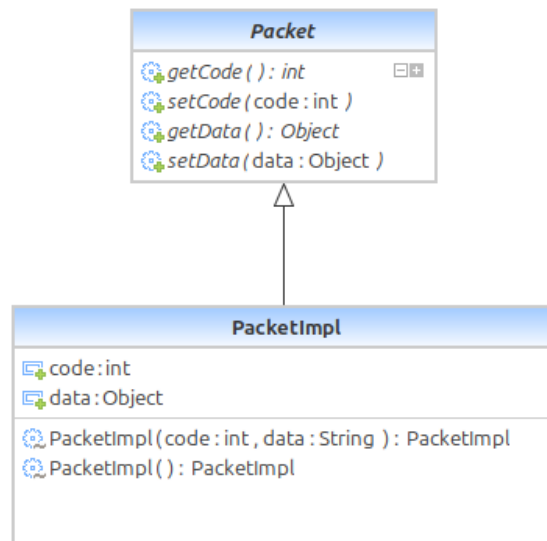 Packet
getCode( ): int
setCode(code:int )
getData( ): Object
setData(data:Object )
PacketImpl
code:int
data:Object
PacketImpl(code:int, data:String ): PacketImpl
PacketImpl( ): PacketImpl